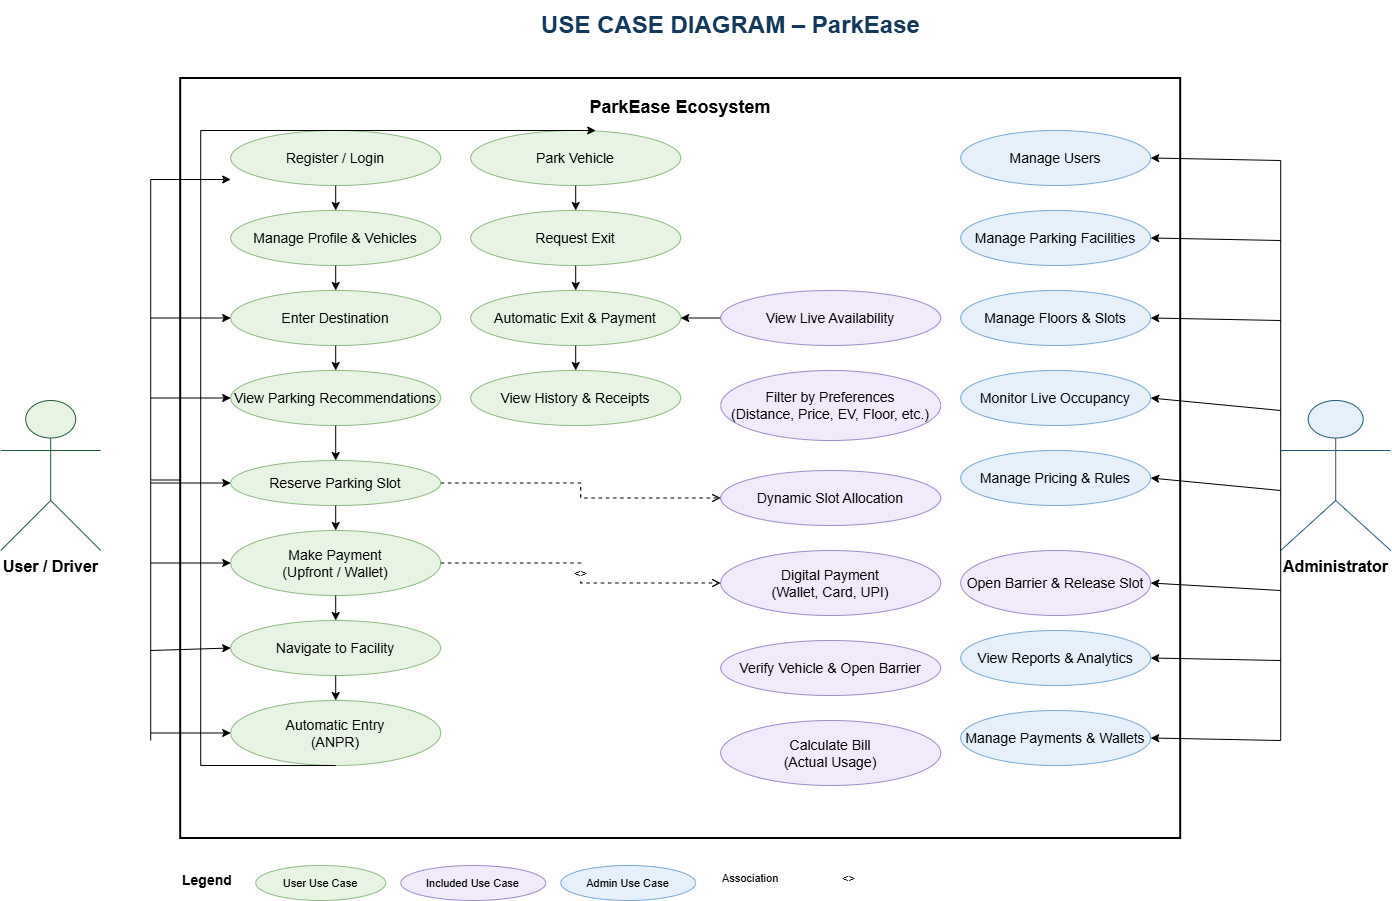 USE CASE DIAGRAM – ParkEase
ParkEase Ecosystem
Register / Login
Manage Profile & Vehicles
Enter Destination
View Parking Recommendations
Reserve Parking Slot
Make Payment
(Upfront / Wallet)
Navigate to Facility
Automatic Entry
(ANPR)
Park Vehicle
Request Exit
Automatic Exit & Payment
View History & Receipts
<>
View Live Availability
Filter by Preferences
(Distance, Price, EV, Floor, etc.)
Dynamic Slot Allocation
Digital Payment
(Wallet, Card, UPI)
Verify Vehicle & Open Barrier
Calculate Bill
(Actual Usage)
Manage Users
Manage Parking Facilities
Manage Floors & Slots
Monitor Live Occupancy
Manage Pricing & Rules
Open Barrier & Release Slot
View Reports & Analytics
Manage Payments & Wallets
User / Driver
Administrator
Legend
User Use Case
Included Use Case
Admin Use Case
Association
<>